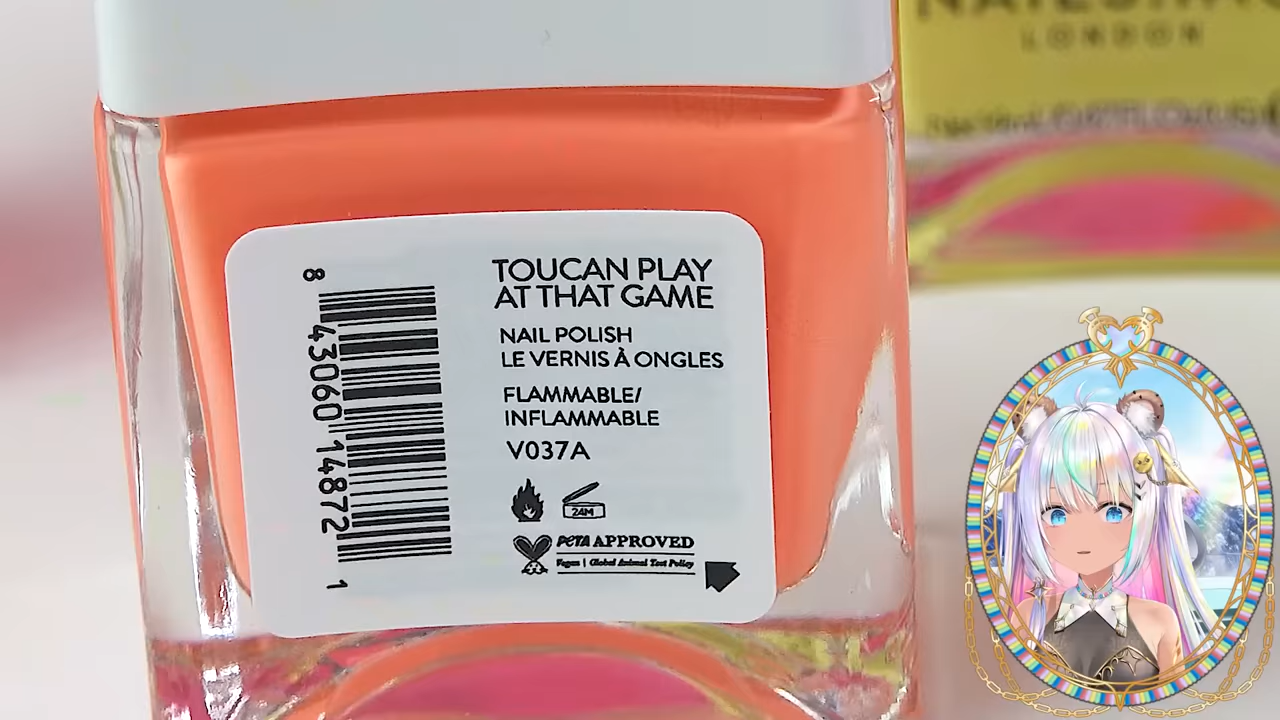 LONDON
TOUCAN PLAY
AT THAT GAME
NAIL POLISH
LE VERNIS À ONGLES
FLAMMABLE/
INFLAMMABLE
V037A
24M
PETA APPROVED
Vegan | Global Animal Test Policy
8 43060 14872 1